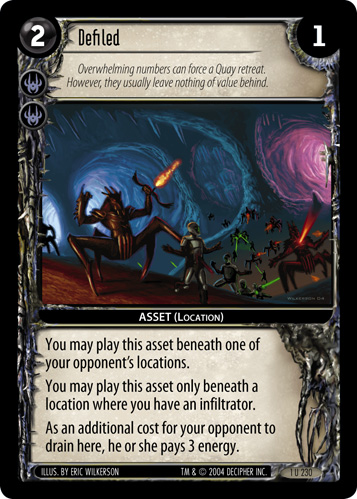 2 Defiled 1
Overwhelming numbers can force a Quay retreat.
However, they usually leave nothing of value behind.
WILKERSON 04
ASSET (LOCATION)
You may play this asset beneath one of
your opponent's locations.
You may play this asset only beneath a
location where you have an infiltrator.
As an additional cost for your opponent to
drain here, he or she pays 3 energy.
ILLUS. BY ERIC WILKERSON TM & © 2004 DECIPHER INC. 1 U 230